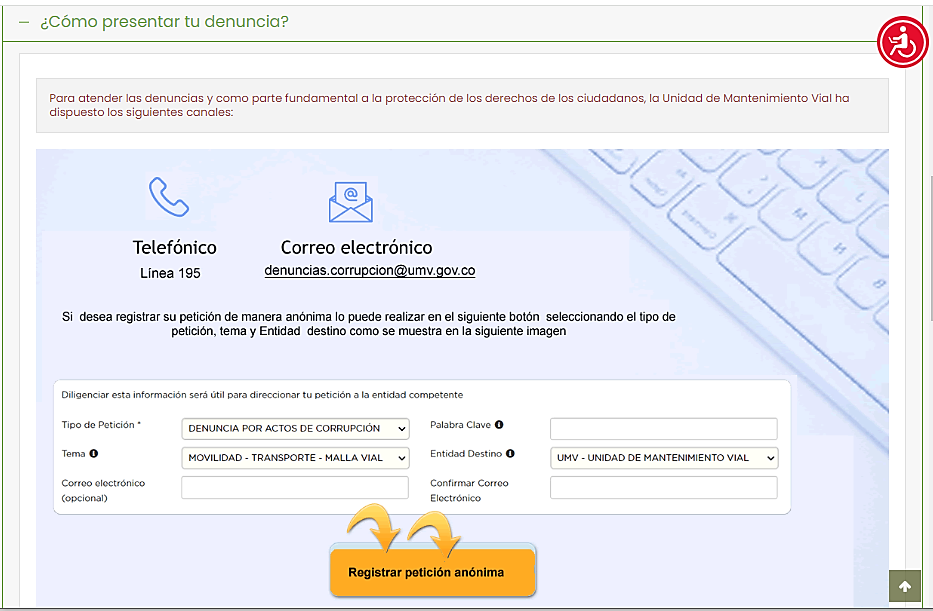 ¿Cómo presentar tu denuncia?
Para atender las denuncias y como parte fundamental a la protección de los derechos de los ciudadanos, la Unidad de Mantenimiento Vial ha
dispuesto los siguientes canales:
Telefónico
Línea 195
Correo electrónico
denuncias.corrupcion@umv.gov.co
Si desea registrar su petición de manera anónima lo puede realizar en el siguiente botón seleccionando el tipo de
petición, tema y Entidad destino como se muestra en la siguiente imagen
Diligenciar esta información será útil para direccionar tu petición a la entidad competente
Tipo de Petición * DENUNCIA POR ACTOS DE CORRUPCIÓN Palabra Clave
Tema MOVILIDAD - TRANSPORTE - MALLA VIAL Entidad Destino UMV - UNIDAD DE MANTENIMIENTO VIAL
Correo electrónico
(opcional)
Confirmar Correo
Electrónico
Registrar petición anónima